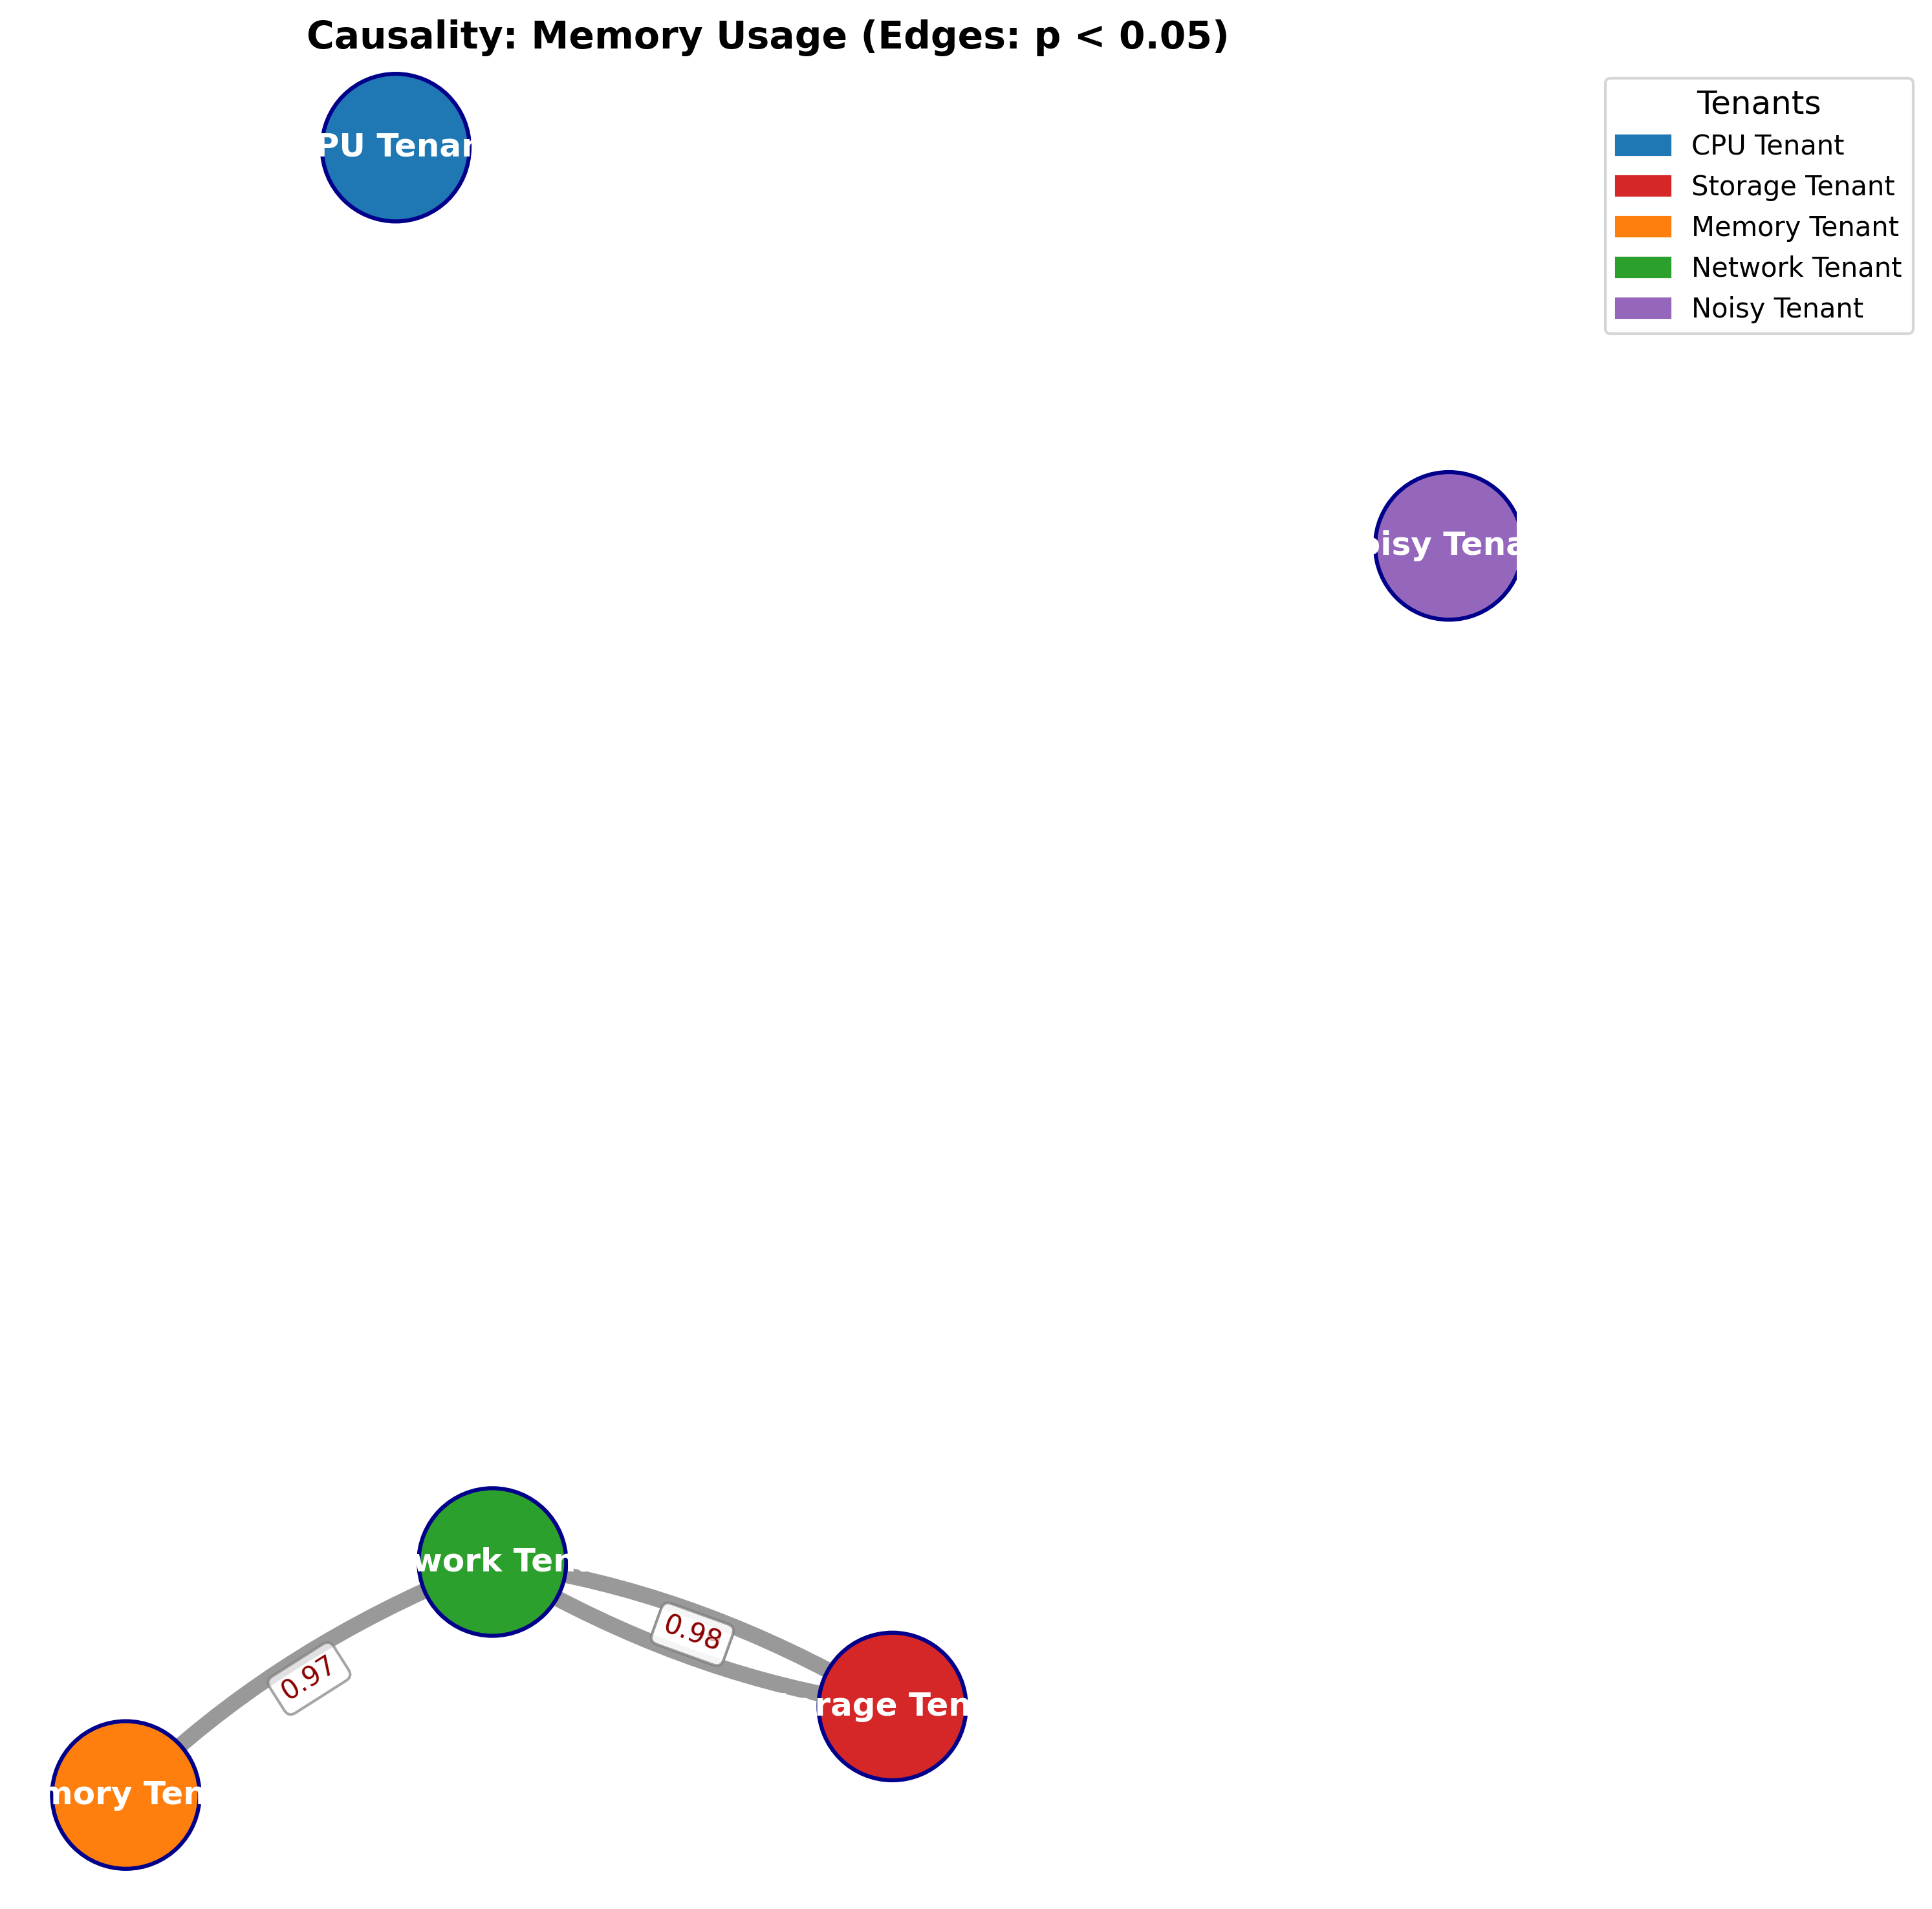 Causality: Memory Usage (Edges: p < 0.05)
Tenants
CPU Tenant
Storage Tenant
Memory Tenant
Network Tenant
Noisy Tenant
PU Tenan
oisy Tena
work Ten
0.98
0.97
rage Ten
mory Ten